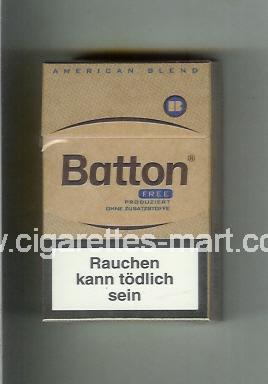 AMERICAN BLEND
B
Batton®
FREE
PRODUZIERT
OHNE ZUSATZSTOFFE
www.cigarettes-mart.com
Rauchen
kann tödlich
sein